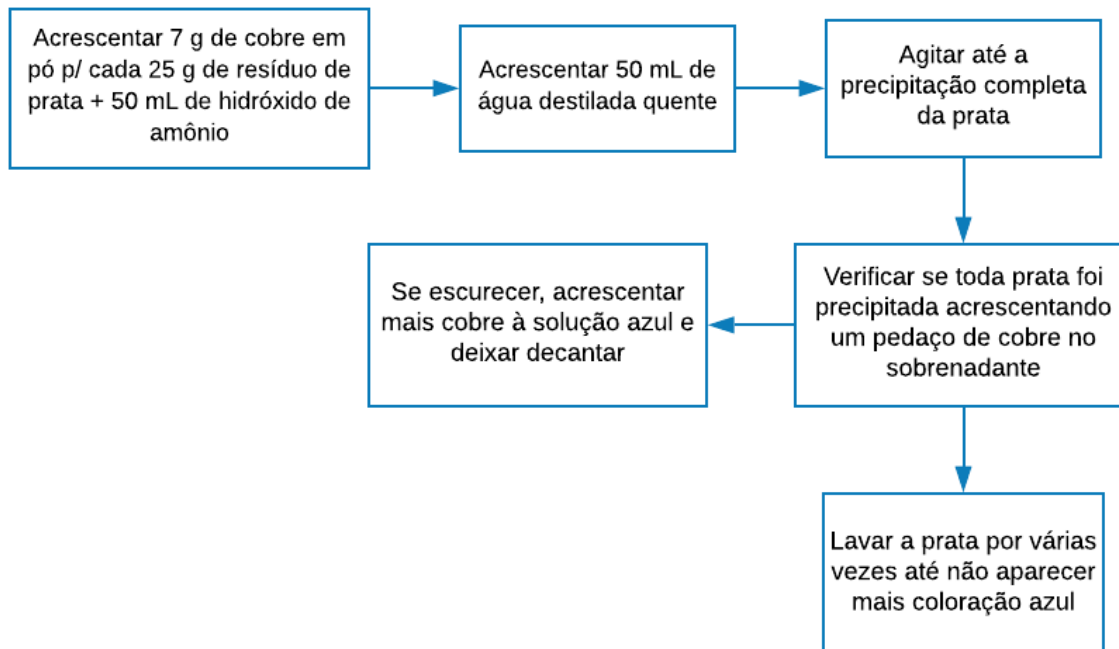 Acrescentar 7 g de cobre em
pó p/ cada 25 g de resíduo de
prata + 50 mL de hidróxido de
amônio
Acrescentar 50 mL de
água destilada quente
Agitar até a
precipitação completa
da prata
Verificar se toda prata foi
precipitada acrescentando
um pedaço de cobre no
sobrenadante
Se escurecer, acrescentar
mais cobre à solução azul e
deixar decantar
Lavar a prata por várias
vezes até não aparecer
mais coloração azul